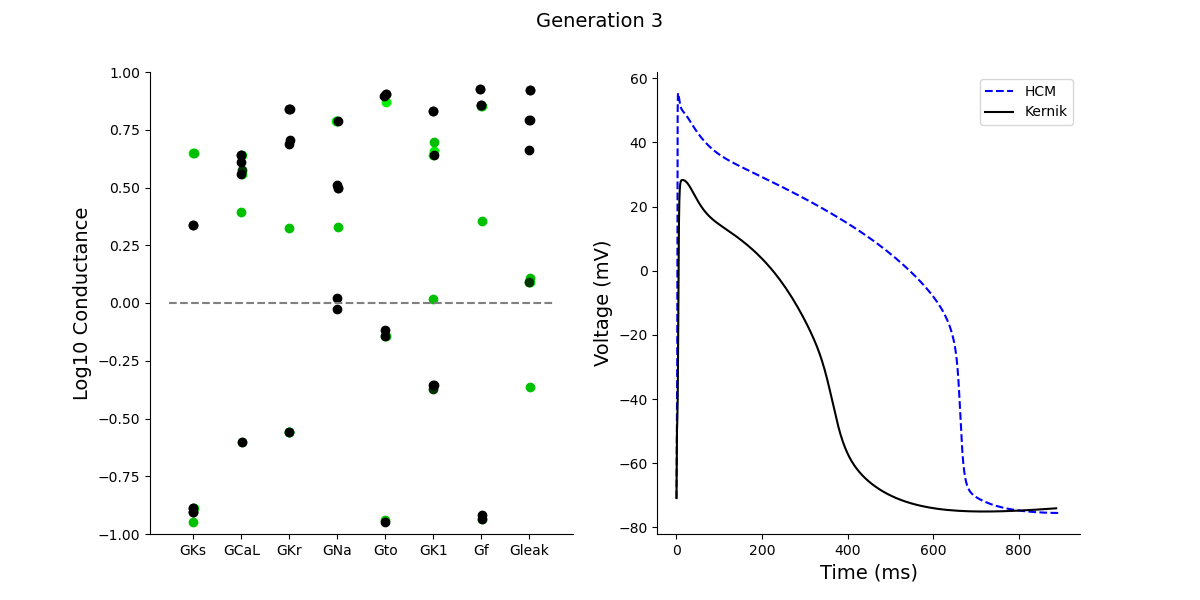 Generation 3
Log10 Conductance
1.00
0.75
0.50
0.25
0.00
−0.25
−0.50
−0.75
−1.00
GKs GCaL GKr GNa Gto GK1 Gf Gleak
Voltage (mV)
60
40
20
0
−20
−40
−60
−80
0 200 400 600 800
Time (ms)
HCM
Kernik